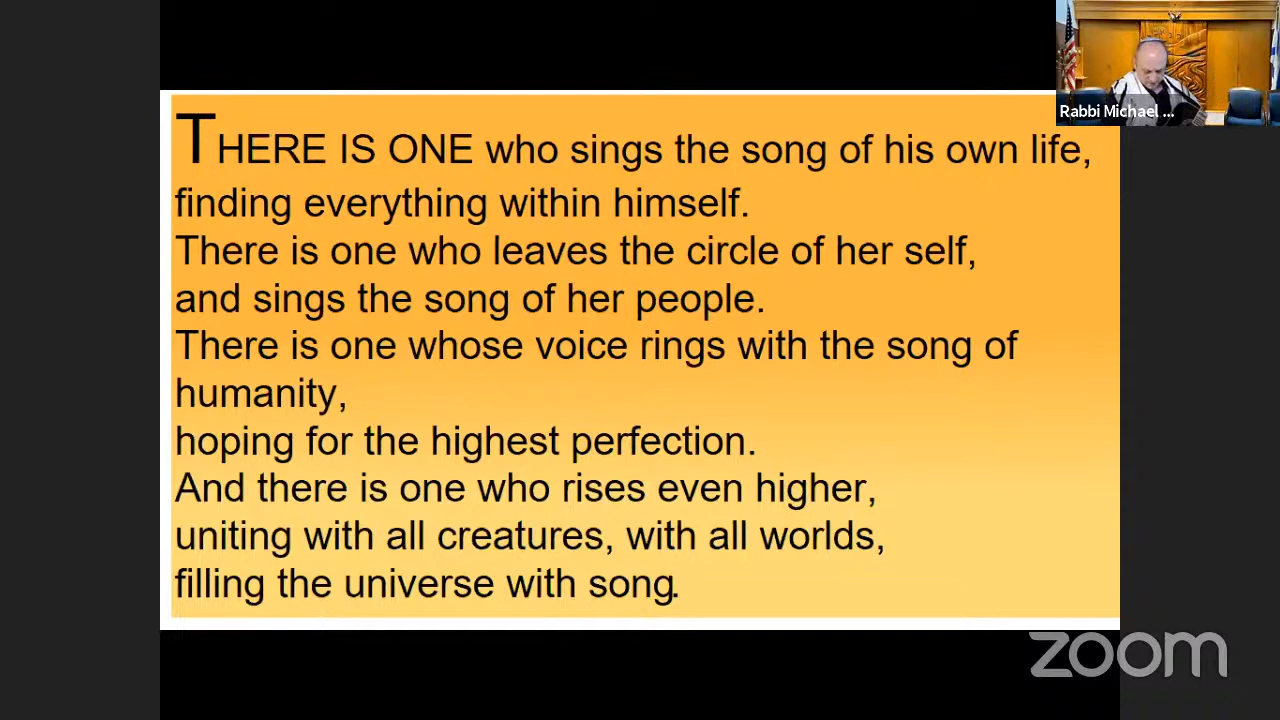 Rabbi Michael ...
THERE IS ONE who sings the song of his own life,
finding everything within himself.
There is one who leaves the circle of her self,
and sings the song of her people.
There is one whose voice rings with the song of
humanity,
hoping for the highest perfection.
And there is one who rises even higher,
uniting with all creatures, with all worlds,
filling the universe with song.
zoom